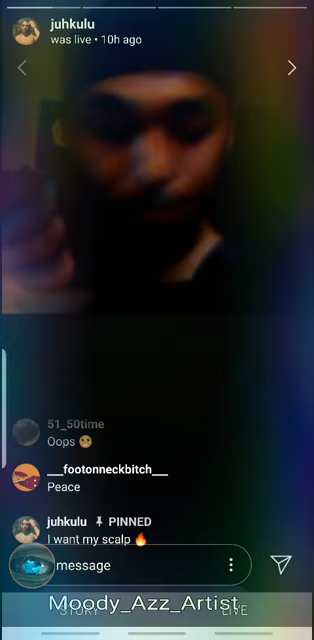 juhkulu
was live • 10h ago
51_50time
Oops 😬
___footonneckbitch___
Peace
juhkulu PINNED
I want my scalp 🔥
message
Moody_Azz_Artist
STORY LIVE